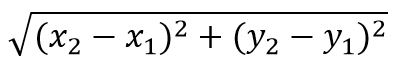 √(x₂ − x₁)² + (y₂ − y₁)²